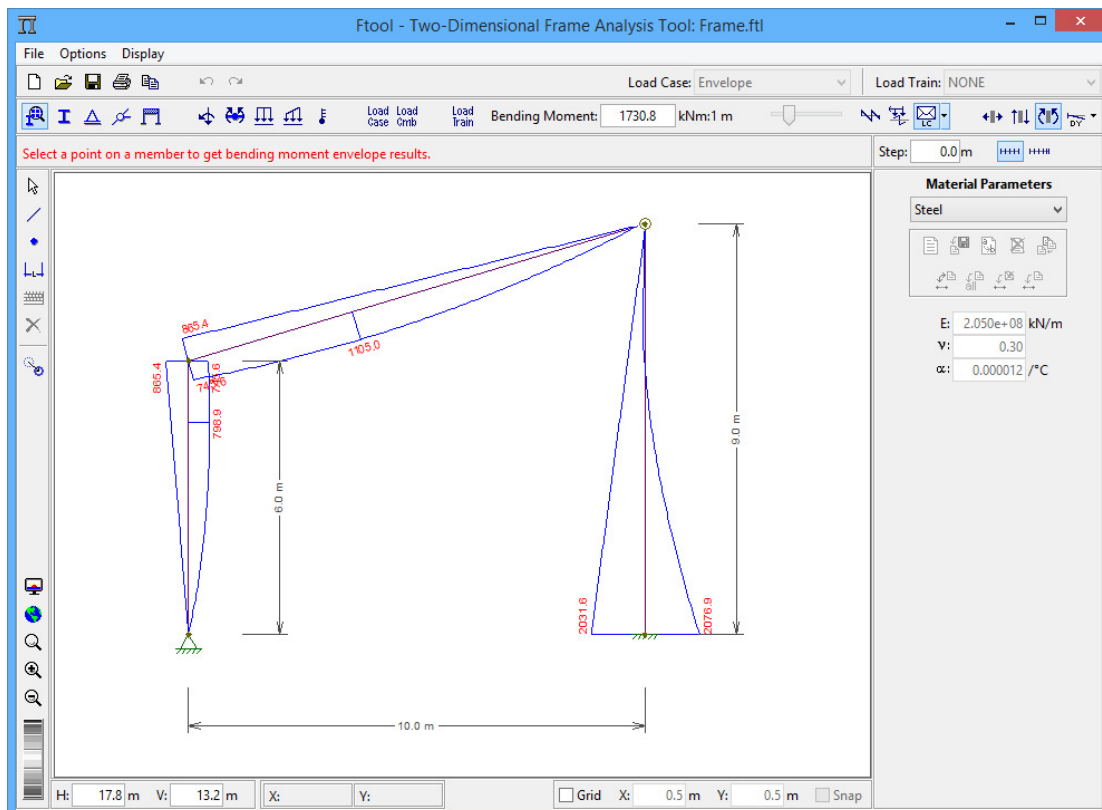 Ftool - Two-Dimensional Frame Analysis Tool: Frame.ftl
File Options Display
Load Case: Envelope Load Train: NONE
Load Case Load Cmb Load Train Bending Moment: 1730.8 kNm:1 m LC DY
Select a point on a member to get bending moment envelope results. Step: 0.0 m
Material Parameters
Steel
all
E: 2.050e+08 kN/m
ν: 0.30
α: 0.000012 /°C
865.4
1105.0
865.4
798.9
6.0 m
9.0 m
2031.6
2076.9
10.0 m
H: 17.8 m V: 13.2 m X: Y: Grid X: 0.5 m Y: 0.5 m Snap